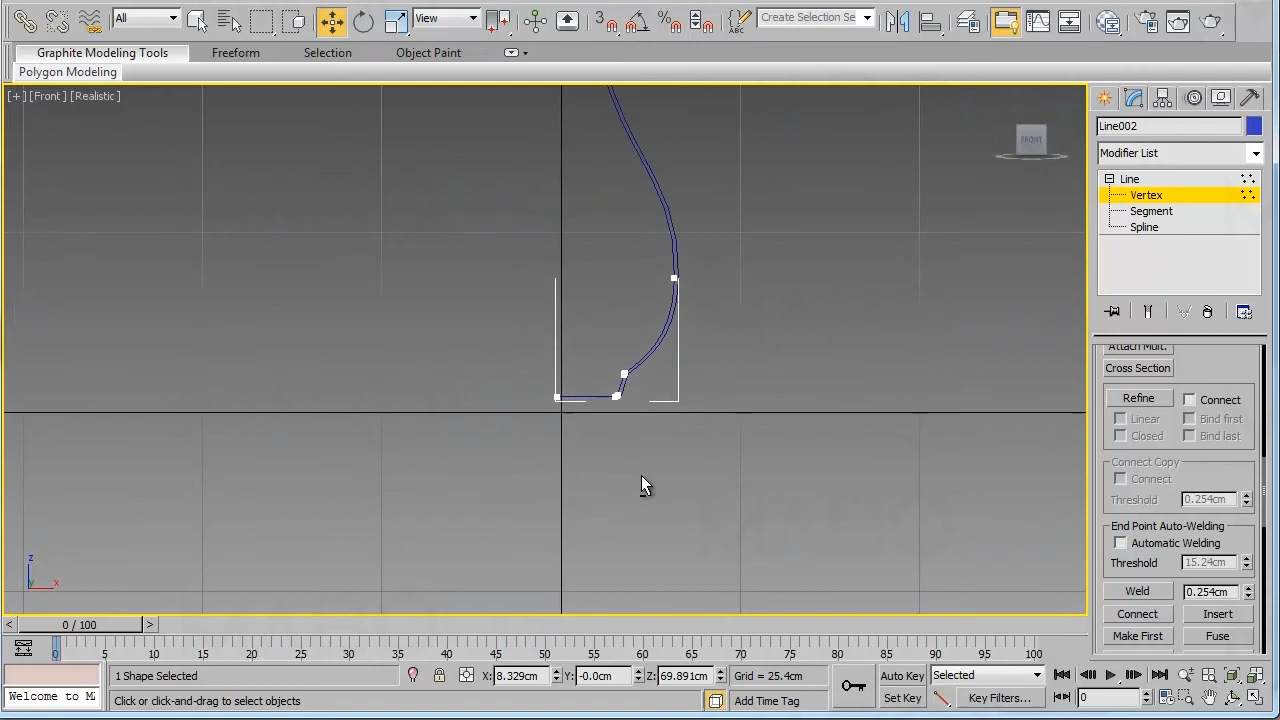 All
View
3
ABC
Create Selection Se
Graphite Modeling Tools
Freeform
Selection
Object Paint
Polygon Modeling
[+] [Front] [Realistic]
FRONT
Line002
Modifier List
Line
Vertex
Segment
Spline
Attach Mult.
Cross Section
Refine
Connect
Linear
Bind first
Closed
Bind last
Connect Copy
Connect
Threshold
0.254cm
End Point Auto-Welding
Automatic Welding
Threshold
15.24cm
Weld
0.254cm
Connect
Insert
Make First
Fuse
z
y
x
< 0 / 100 >
0 5 10 15 20 25 30 35 40 45 50 55 60 65 70 75 80 85 90 95 100
1 Shape Selected
X: 8.329cm
Y: -0.0cm
Z: 69.891cm
Grid = 25.4cm
Auto Key
Selected
Welcome to
Click or click-and-drag to select objects
Add Time Tag
Set Key
Key Filters...
0